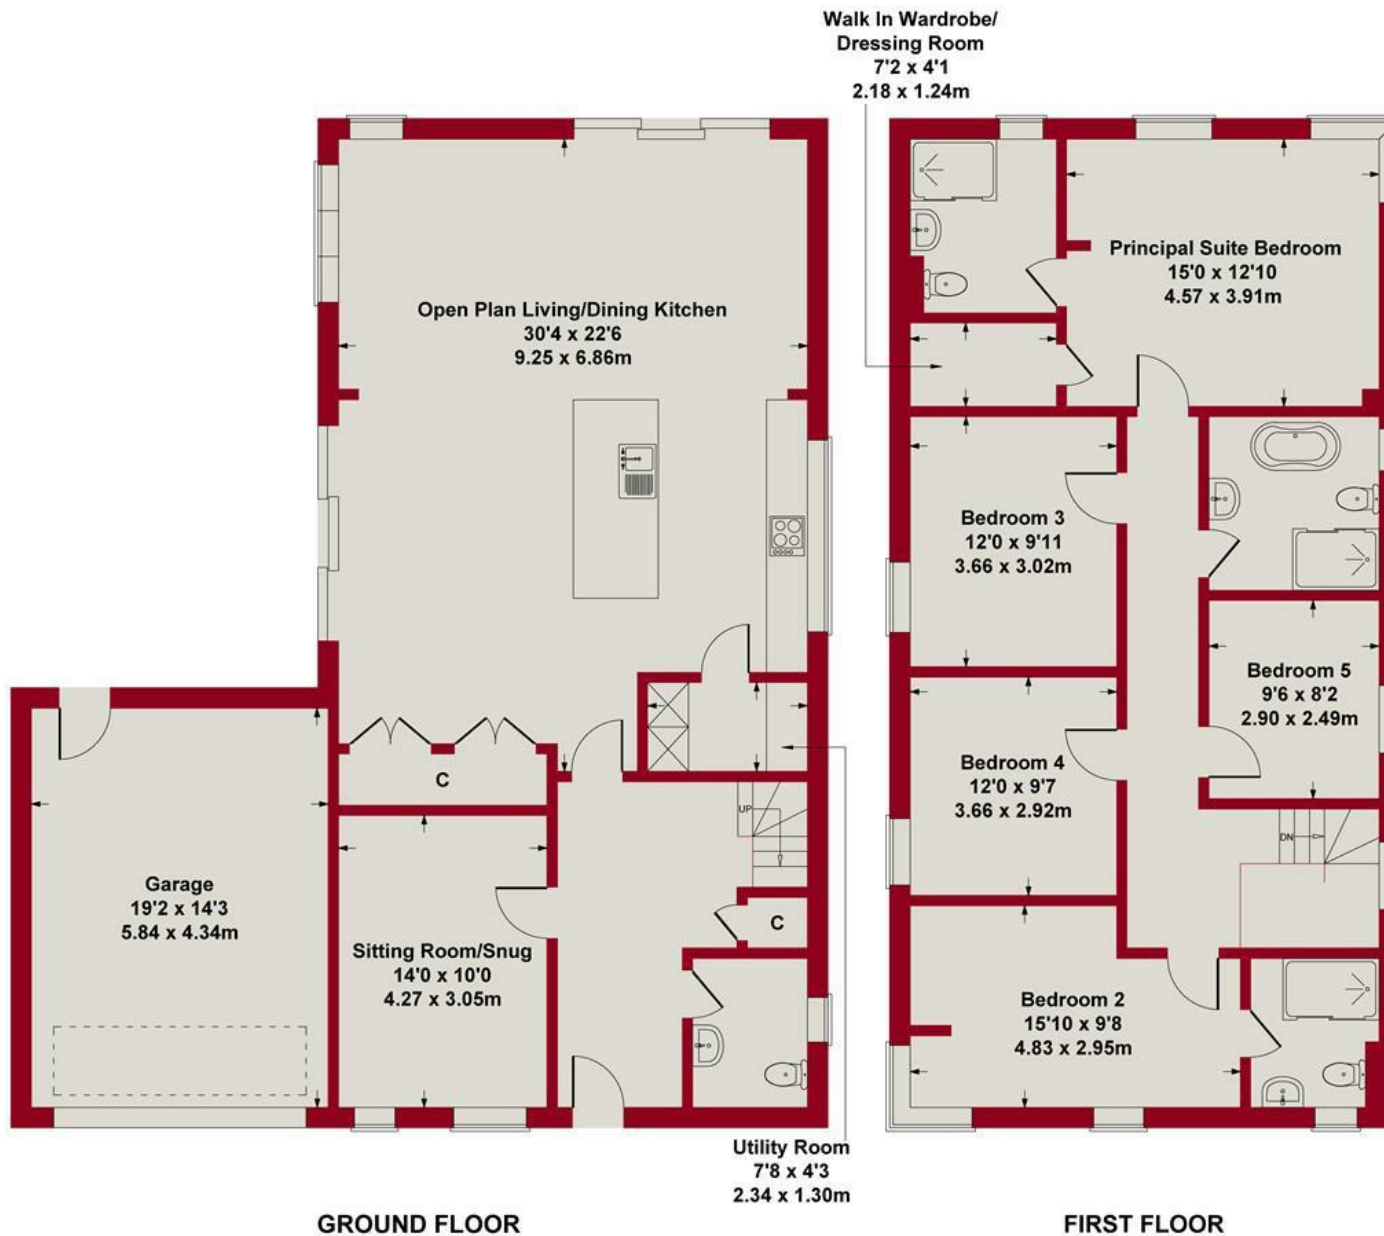 Walk In Wardrobe/
Dressing Room
7'2 x 4'1
2.18 x 1.24m
Open Plan Living/Dining Kitchen
30'4 x 22'6
9.25 x 6.86m
Principal Suite Bedroom
15'0 x 12'10
4.57 x 3.91m
Bedroom 3
12'0 x 9'11
3.66 x 3.02m
Bedroom 5
9'6 x 8'2
2.90 x 2.49m
Bedroom 4
12'0 x 9'7
3.66 x 2.92m
C
UP
DN
Garage
19'2 x 14'3
5.84 x 4.34m
Sitting Room/Snug
14'0 x 10'0
4.27 x 3.05m
C
Bedroom 2
15'10 x 9'8
4.83 x 2.95m
Utility Room
7'8 x 4'3
2.34 x 1.30m
GROUND FLOOR
FIRST FLOOR